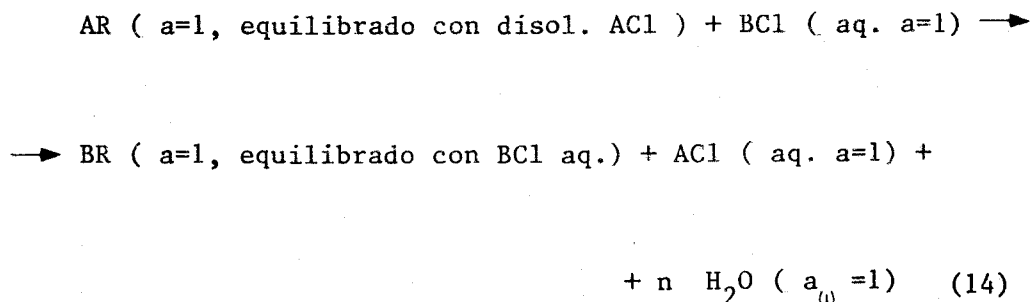 AR ( a=1, equilibrado con disol. ACl ) + BCl ( aq. a=1) ⟶
⟶ BR ( a=1, equilibrado con BCl aq.) + ACl ( aq. a=1) +
+ n H₂O ( a_ω =1) (14)